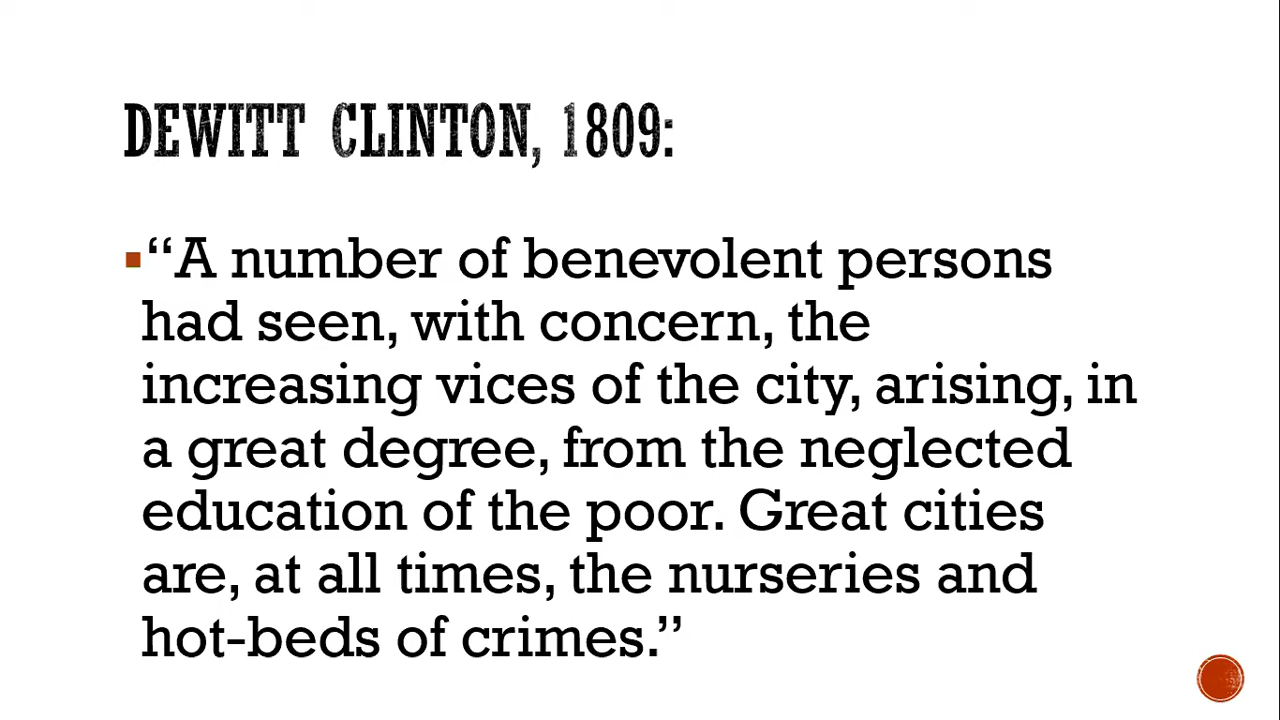 DEWITT CLINTON, 1809:
“A number of benevolent persons
had seen, with concern, the
increasing vices of the city, arising, in
a great degree, from the neglected
education of the poor. Great cities
are, at all times, the nurseries and
hot-beds of crimes.”